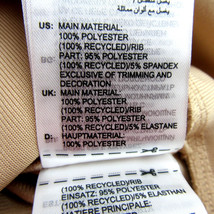 US: MAIN MATERIAL:
100% POLYESTER
(100% RECYCLED)/RIB
PART: 95% POLYESTER
(100% RECYCLED)/5% SPANDEX
EXCLUSIVE OF TRIMMING AND
DECORATION
UK: MAIN MATERIAL:
100% POLYESTER
(100% RECYCLED)/RIB
PART: 95% POLYESTER
(100% RECYCLED)/5% ELASTANE
D: HAUPTMATERIAL:
100% POLYESTER
(100% RECYCLED)/RIB
EINSATZ: 95% POLYESTER
(100% RECYCLED)/5% ELASTHAN
MATIERE PRINCIPALE: